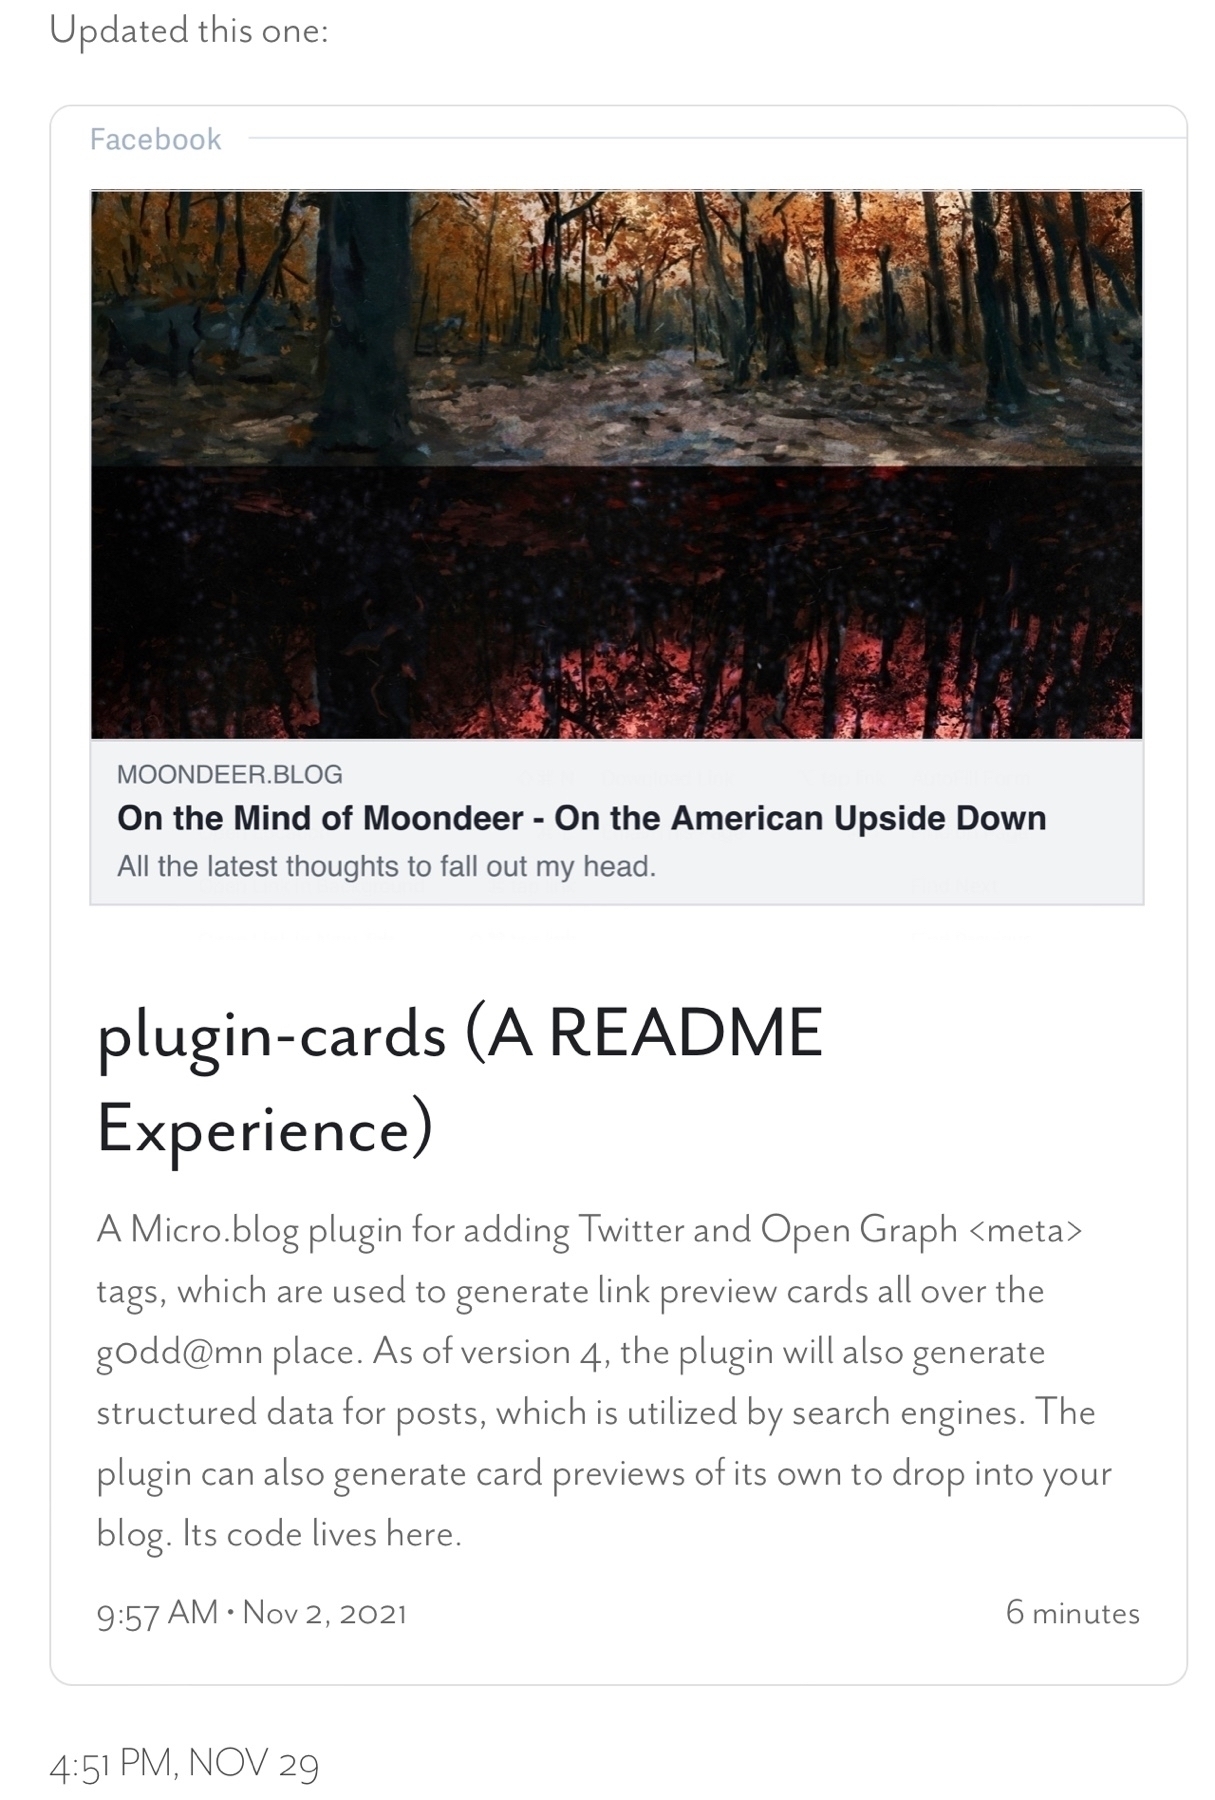 Updated this one:
Facebook
MOONDEER.BLOG
On the Mind of Moondeer - On the American Upside Down
All the latest thoughts to fall out my head.
plugin-cards (A README
Experience)
A Micro.blog plugin for adding Twitter and Open Graph <meta>
tags, which are used to generate link preview cards all over the
g0dd@mn place. As of version 4, the plugin will also generate
structured data for posts, which is utilized by search engines. The
plugin can also generate card previews of its own to drop into your
blog. Its code lives here.
9:57 AM • Nov 2, 2021
6 minutes
4:51 PM, NOV 29